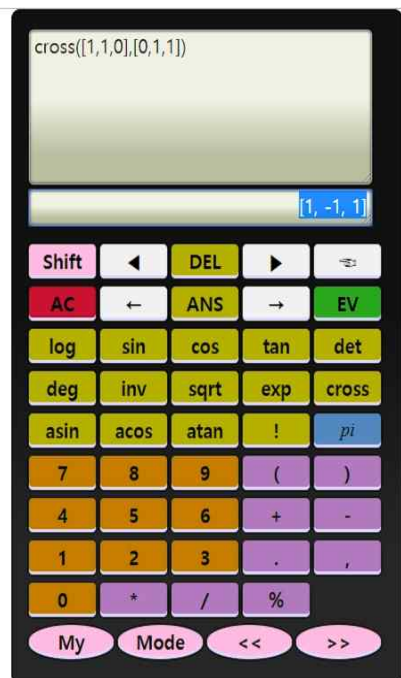 cross([1,1,0],[0,1,1])
[1, -1, 1]
Shift ◀ DEL ▶ ☜
AC ← ANS → EV
log sin cos tan det
deg inv sqrt exp cross
asin acos atan ! pi
7 8 9 ( )
4 5 6 + -
1 2 3 . ,
0 * / %
My Mode << >>